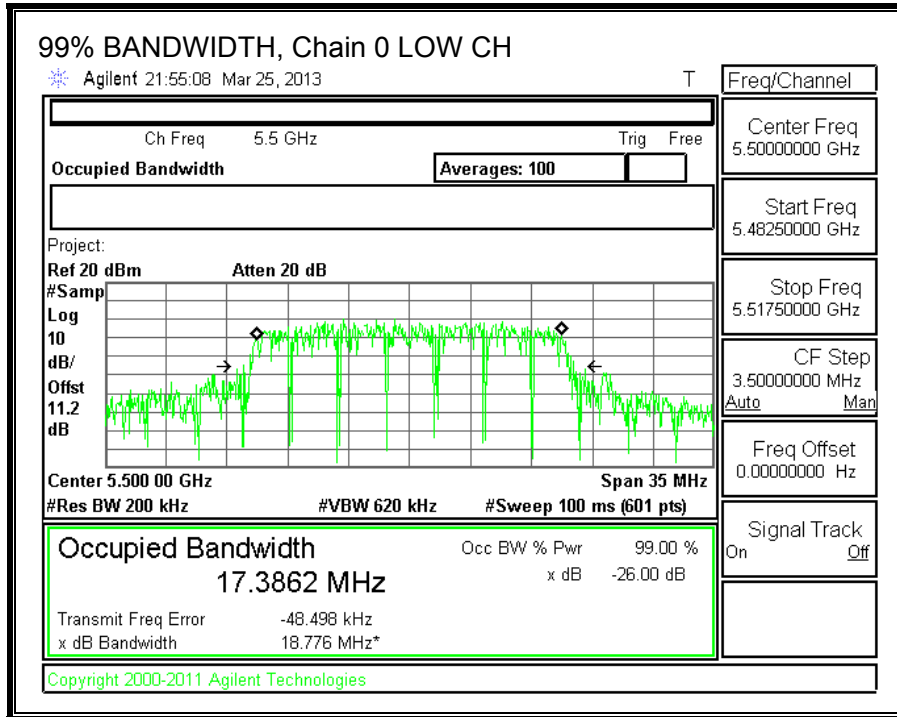 99% BANDWIDTH, Chain 0 LOW CH
Agilent 21:55:08 Mar 25, 2013 T
Freq/Channel
Ch Freq 5.5 GHz Trig Free
Occupied Bandwidth Averages: 100
Center Freq
5.50000000 GHz
Start Freq
5.48250000 GHz
Stop Freq
5.51750000 GHz
CF Step
3.50000000 MHz
Auto Man
Freq Offset
0.00000000 Hz
Signal Track
On Off
Project:
Ref 20 dBm Atten 20 dB
#Samp
Log
10
dB/
Offst
11.2
dB
Center 5.500 00 GHz Span 35 MHz
#Res BW 200 kHz #VBW 620 kHz #Sweep 100 ms (601 pts)
Occupied Bandwidth Occ BW % Pwr 99.00 %
17.3862 MHz x dB -26.00 dB
Transmit Freq Error -48.498 kHz
x dB Bandwidth 18.776 MHz*
Copyright 2000-2011 Agilent Technologies